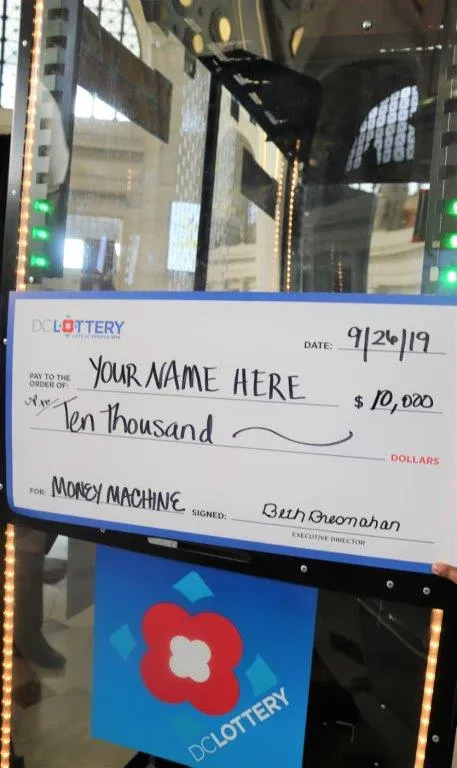 DC LOTTERY
LOTS OF PEOPLE WIN
DATE: 9/26/19
PAY TO THE
ORDER OF: YOUR NAME HERE
$ 10,000
Ten thousand
DOLLARS
FOR: MONEY MACHINE
SIGNED: Beth Bresnahan
EXECUTIVE DIRECTOR
DCLOTTERY